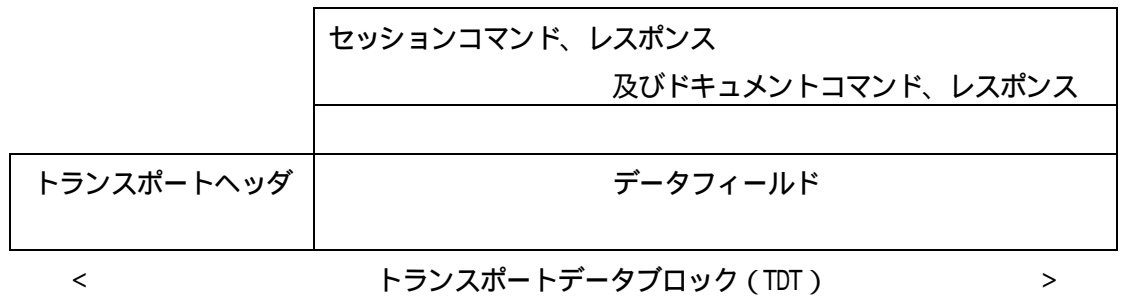 セッションコマンド、レスポンス
及びドキュメントコマンド、レスポンス
トランスポートヘッダ データフィールド
< トランスポートデータブロック（TDT） >